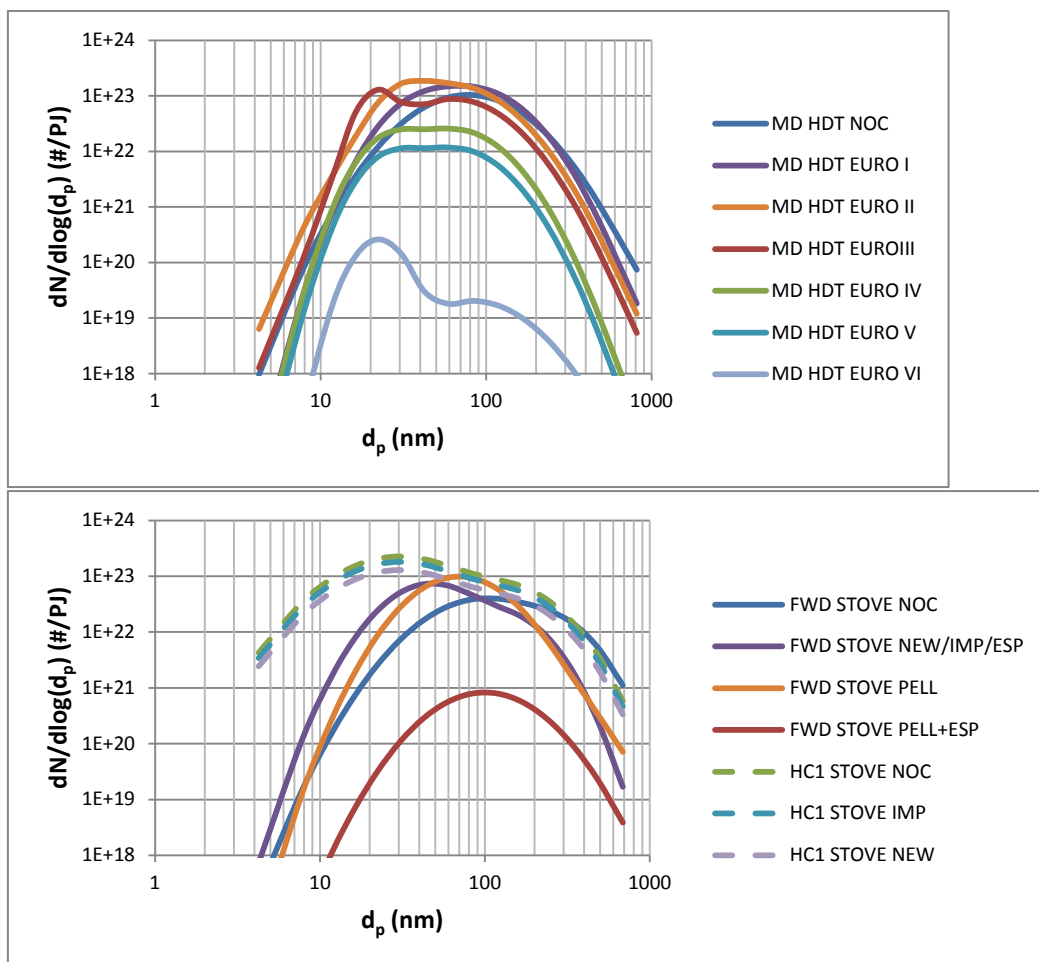 1E+24
1E+23
1E+22
1E+21
1E+20
1E+19
1E+18
dN/dlog(dp) (#/PJ)
1
10
100
1000
dp (nm)
MD HDT NOC
MD HDT EURO I
MD HDT EURO II
MD HDT EUROIII
MD HDT EURO IV
MD HDT EURO V
MD HDT EURO VI
1E+24
1E+23
1E+22
1E+21
1E+20
1E+19
1E+18
dN/dlog(dp) (#/PJ)
1
10
100
1000
dp (nm)
FWD STOVE NOC
FWD STOVE NEW/IMP/ESP
FWD STOVE PELL
FWD STOVE PELL+ESP
HC1 STOVE NOC
HC1 STOVE IMP
HC1 STOVE NEW